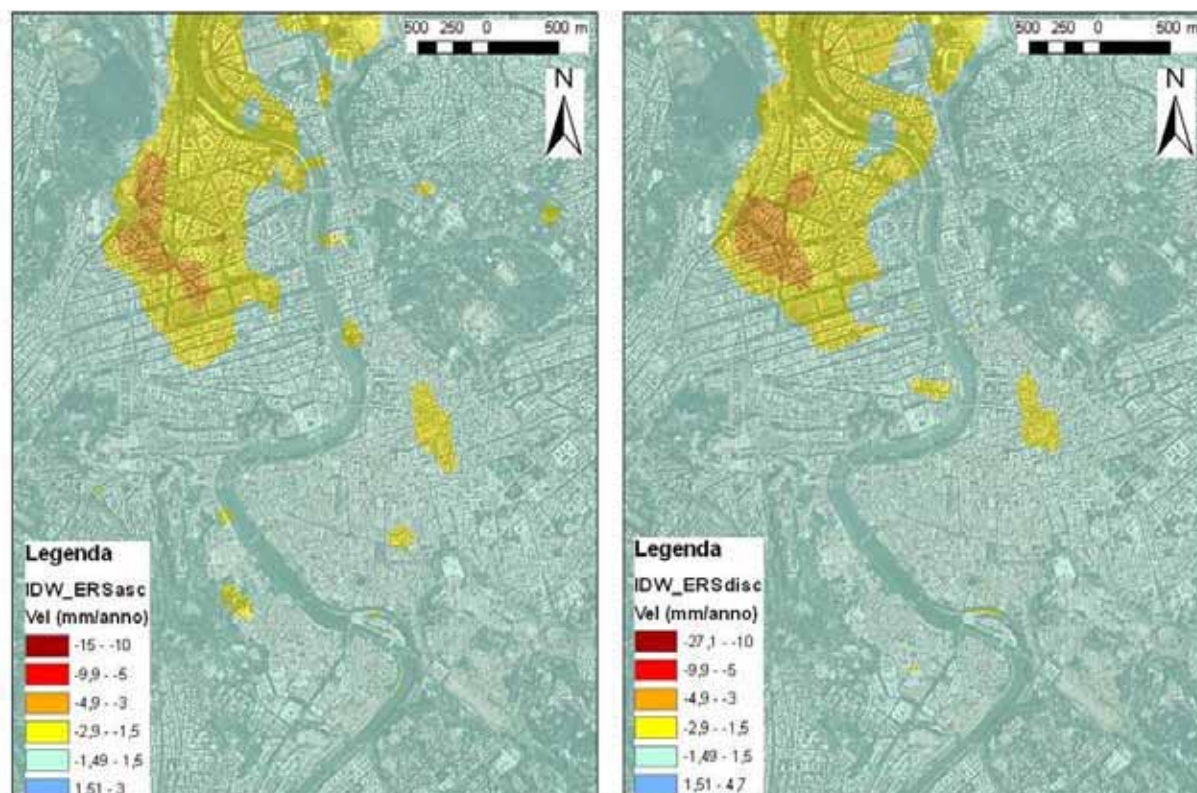 500 250 0 500 m
N
Legenda
IDW_ERSasc
Vel (mm/anno)
-15 - -10
-9,9 - -5
-4,9 - -3
-2,9 - -1,5
-1,49 - 1,5
1,51 - 3
500 250 0 500 m
N
Legenda
IDW_ERSdisc
Vel (mm/anno)
-27,1 - -10
-9,9 - -5
-4,9 - -3
-2,9 - -1,5
-1,49 - 1,5
1,51 - 4,7